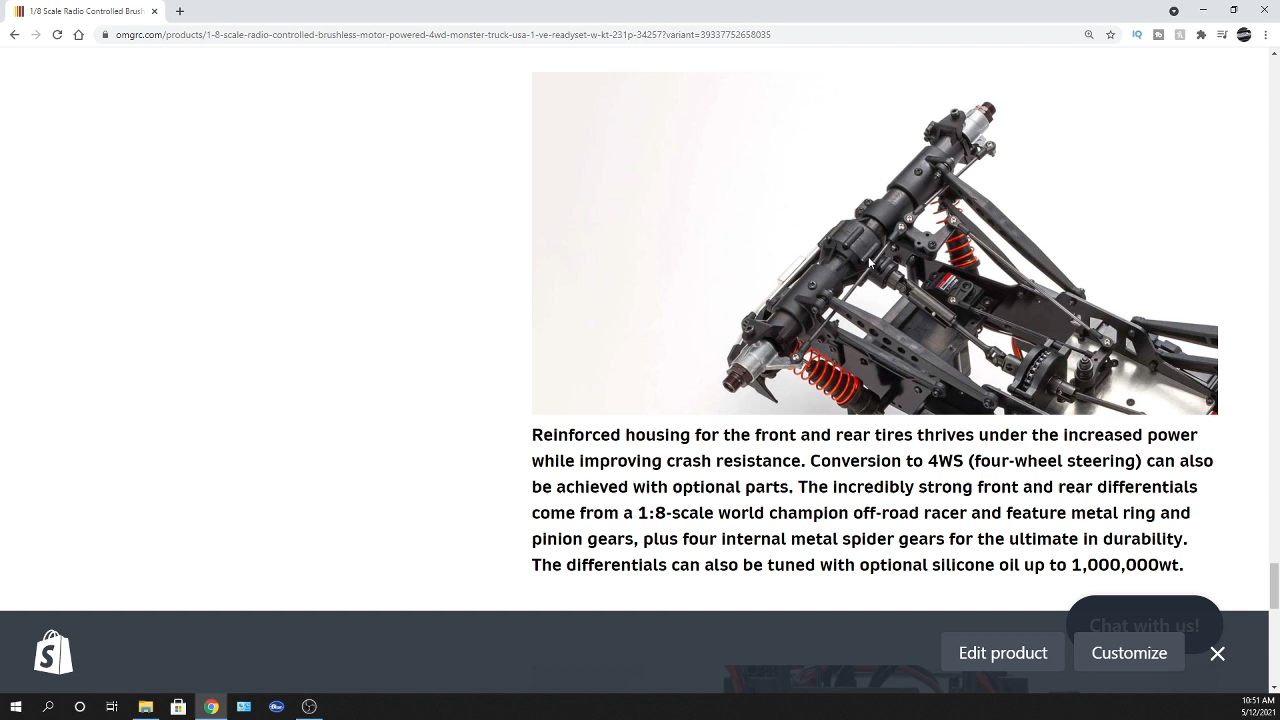 1/8 Scale Radio Controlled Brush
omgrc.com/products/1-8-scale-radio-controlled-brushless-motor-powered-4wd-monster-truck-usa-1-ve-readyset-w-kt-231p-34257?variant=39337752658035
IQ
Reinforced housing for the front and rear tires thrives under the increased power
while improving crash resistance. Conversion to 4WS (four-wheel steering) can also
be achieved with optional parts. The incredibly strong front and rear differentials
come from a 1:8-scale world champion off-road racer and feature metal ring and
pinion gears, plus four internal metal spider gears for the ultimate in durability.
The differentials can also be tuned with optional silicone oil up to 1,000,000wt.
Chat with us!
S
Edit product
Customize
10:51 AM
5/12/2021